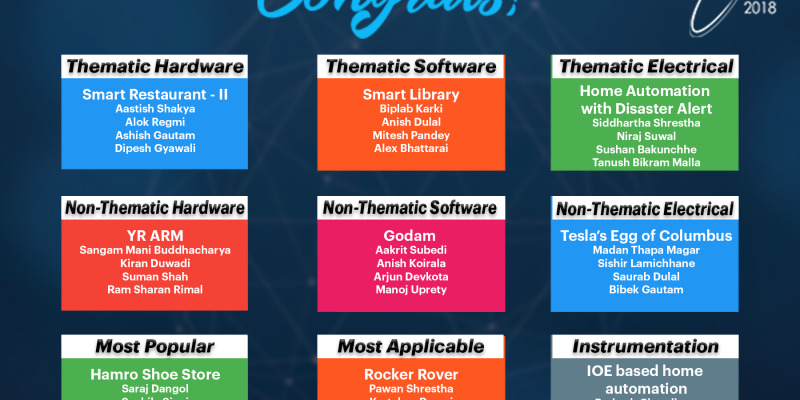 Congrats!
2018
Thematic Hardware
Smart Restaurant - II
Aastish Shakya
Alok Regmi
Ashish Gautam
Dipesh Gyawali
Thematic Software
Smart Library
Biplab Karki
Anish Dulal
Mitesh Pandey
Alex Bhattarai
Thematic Electrical
Home Automation
with Disaster Alert
Siddhartha Shrestha
Niraj Suwal
Sushan Bakunchhe
Tanush Bikram Malla
Non-Thematic Hardware
YR ARM
Sangam Mani Buddhacharya
Kiran Duwadi
Suman Shah
Ram Sharan Rimal
Non-Thematic Software
Godam
Aakrit Subedi
Anish Koirala
Arjun Devkota
Manoj Uprety
Non-Thematic Electrical
Tesla's Egg of Columbus
Madan Thapa Magar
Sishir Lamichhane
Saurab Dulal
Bibek Gautam
Most Popular
Hamro Shoe Store
Saraj Dangol
Most Applicable
Rocker Rover
Pawan Shrestha
Instrumentation
IOE based home
automation